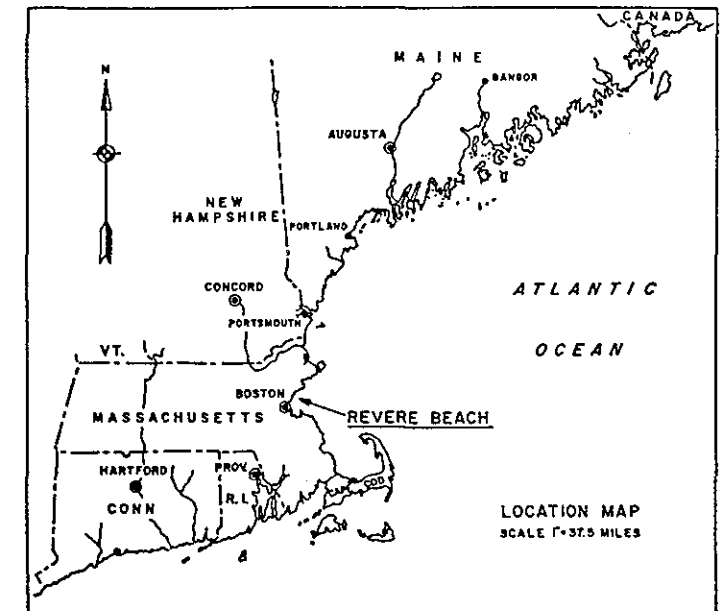 CANADA
MAINE
BANGOR
N
AUGUSTA
NEW
HAMPSHIRE
PORTLAND
CONCORD
ATLANTIC
PORTSMOUTH
OCEAN
VT.
BOSTON
MASSACHUSETTS
REVERE BEACH
HARTFORD
PROV.
CAPE COD
CONN
R.I.
LOCATION MAP
SCALE 1"=37.5 MILES